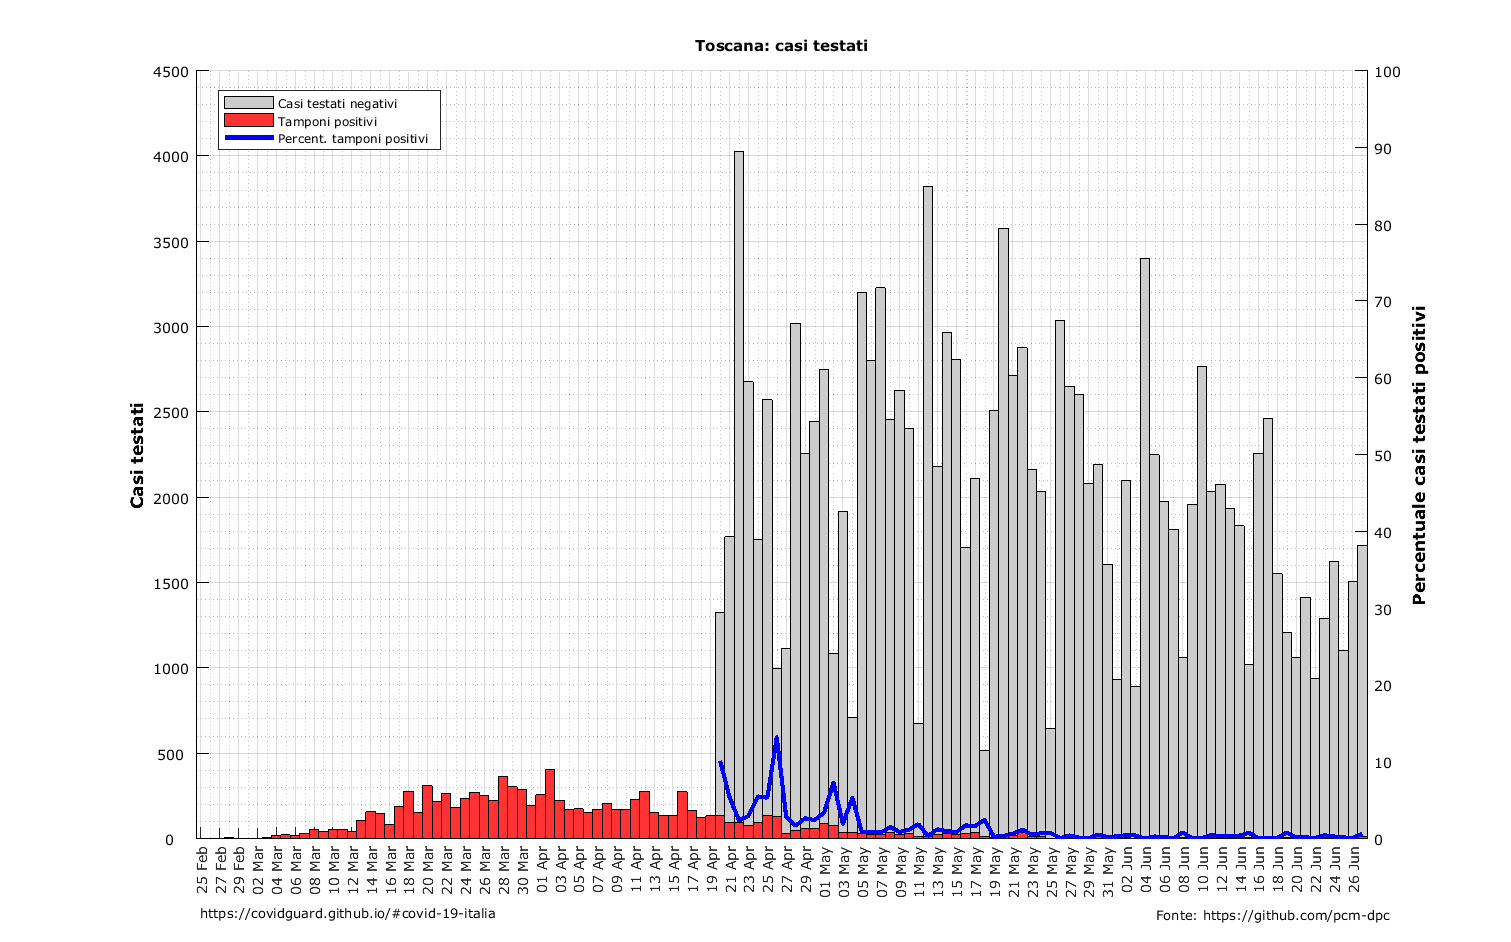 Toscana: casi testati
Casi testati negativi
Tamponi positivi
Percent. tamponi positivi
4500
4000
3500
3000
2500
2000
1500
1000
500
0
Casi testati
100
90
80
70
60
50
40
30
20
10
0
Percentuale casi testati positivi
25 Feb
27 Feb
29 Feb
02 Mar
04 Mar
06 Mar
08 Mar
10 Mar
12 Mar
14 Mar
16 Mar
18 Mar
20 Mar
22 Mar
24 Mar
26 Mar
28 Mar
30 Mar
01 Apr
03 Apr
05 Apr
07 Apr
09 Apr
11 Apr
13 Apr
15 Apr
17 Apr
19 Apr
21 Apr
23 Apr
25 Apr
27 Apr
29 Apr
01 May
03 May
05 May
07 May
09 May
11 May
13 May
15 May
17 May
19 May
21 May
23 May
25 May
27 May
29 May
31 May
02 Jun
04 Jun
06 Jun
08 Jun
10 Jun
12 Jun
14 Jun
16 Jun
18 Jun
20 Jun
22 Jun
24 Jun
26 Jun
https://covidguard.github.io/#covid-19-italia
Fonte: https://github.com/pcm-dpc